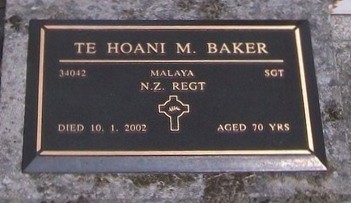 TE HOANI M. BAKER
34042 MALAYA SGT
N.Z. REGT
DIED 10. 1. 2002 AGED 70 YRS